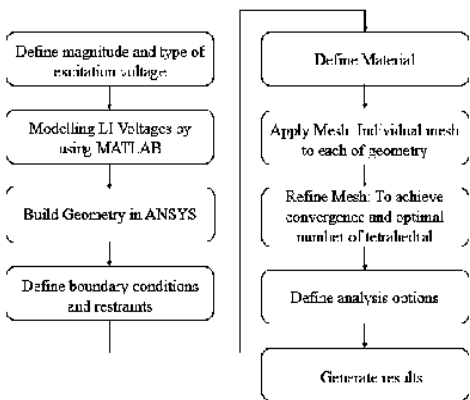 Define magnitude and type of
excitation voltage
Modelling LI Voltages by
using MATLAB
Build Geometry in ANSYS
Define boundary conditions
and restraints
Define Material
Apply Mesh: Individual mesh
to each of geometry
Refine Mesh: To achieve
convergence and optimal
number of tetrahedral
Define analysis options
Generate results